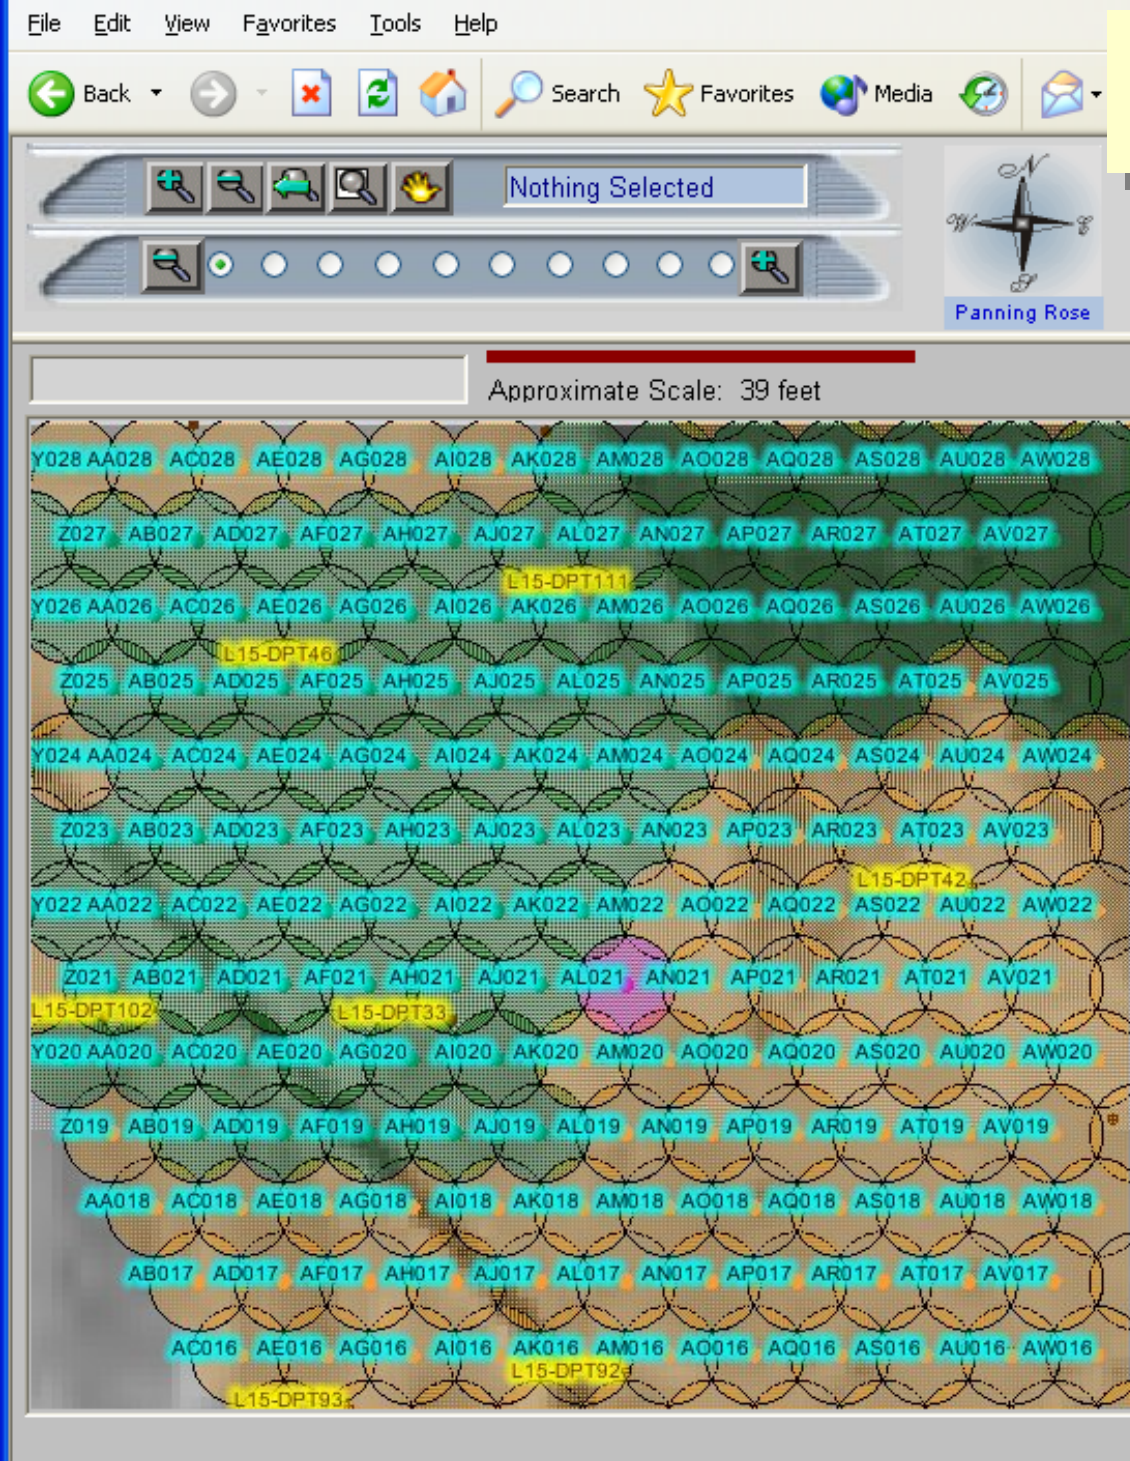 File Edit View Favorites Tools Help
Back Search Favorites Media
Nothing Selected
N
W E
S
Panning Rose
Approximate Scale: 39 feet
Y028 AA028 AC028 AE028 AG028 AI028 AK028 AM028 AO028 AQ028 AS028 AU028 AW028
Z027 AB027 AD027 AF027 AH027 AJ027 AL027 AN027 AP027 AR027 AT027 AV027
L15-DPT111
Y026 AA026 AC026 AE026 AG026 AI026 AK026 AM026 AO026 AQ026 AS026 AU026 AW026
L15-DPT46
Z025 AB025 AD025 AF025 AH025 AJ025 AL025 AN025 AP025 AR025 AT025 AV025
Y024 AA024 AC024 AE024 AG024 AI024 AK024 AM024 AO024 AQ024 AS024 AU024 AW024
Z023 AB023 AD023 AF023 AH023 AJ023 AL023 AN023 AP023 AR023 AT023 AV023
L15-DPT42
Y022 AA022 AC022 AE022 AG022 AI022 AK022 AM022 AO022 AQ022 AS022 AU022 AW022
Z021 AB021 AD021 AF021 AH021 AJ021 AL021 AN021 AP021 AR021 AT021 AV021
L15-DPT102 L15-DPT33
Y020 AA020 AC020 AE020 AG020 AI020 AK020 AM020 AO020 AQ020 AS020 AU020 AW020
Z019 AB019 AD019 AF019 AH019 AJ019 AL019 AN019 AP019 AR019 AT019 AV019
AA018 AC018 AE018 AG018 AI018 AK018 AM018 AO018 AQ018 AS018 AU018 AW018
AB017 AD017 AF017 AH017 AJ017 AL017 AN017 AP017 AR017 AT017 AV017
AC016 AE016 AG016 AI016 AK016 AM016 AO016 AQ016 AS016 AU016 AW016
L15-DPT92
L15-DPT93